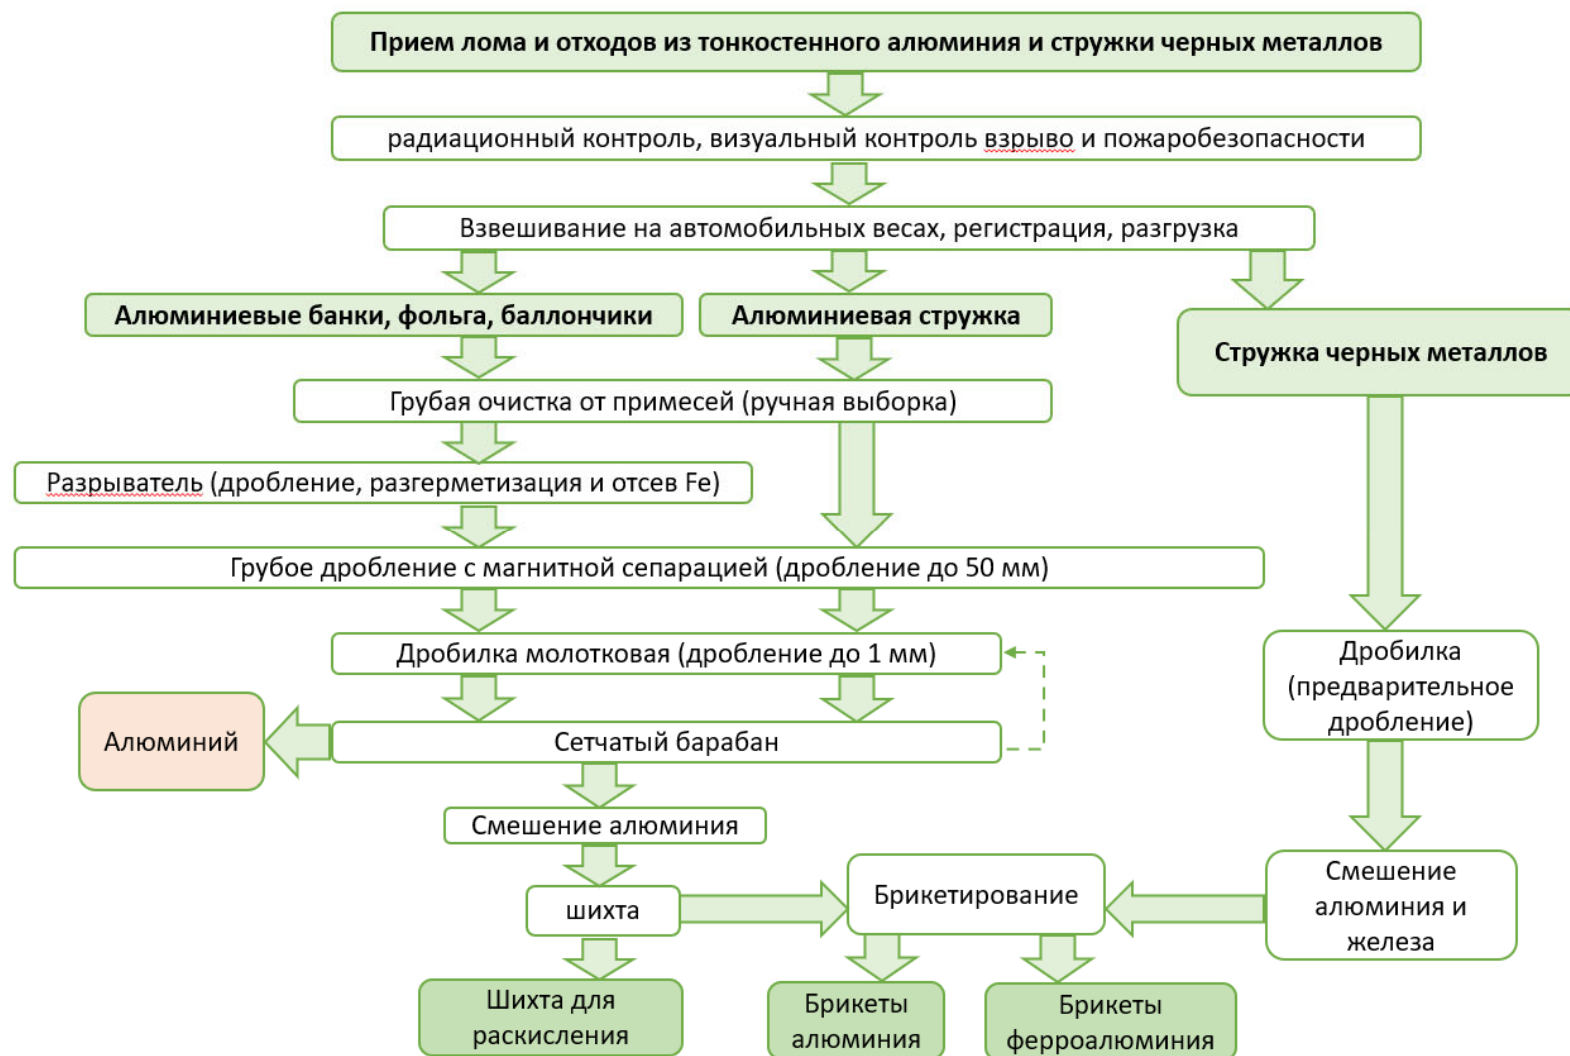 Прием лома и отходов из тонкостенного алюминия и стружки черных металлов
радиационный контроль, визуальный контроль взрыво и пожаробезопасности
Взвешивание на автомобильных весах, регистрация, разгрузка
Алюминиевые банки, фольга, баллончики
Алюминиевая стружка
Стружка черных металлов
Грубая очистка от примесей (ручная выборка)
Разрыватель (дробление, разгерметизация и отсев Fe)
Грубое дробление с магнитной сепарацией (дробление до 50 мм)
Дробилка молотковая (дробление до 1 мм)
Дробилка
(предварительное
дробление)
Алюминий
Сетчатый барабан
Смешение алюминия
шихта
Брикетирование
Смешение
алюминия и
железа
Шихта для
раскисления
Брикеты
алюминия
Брикеты
ферроалюминия